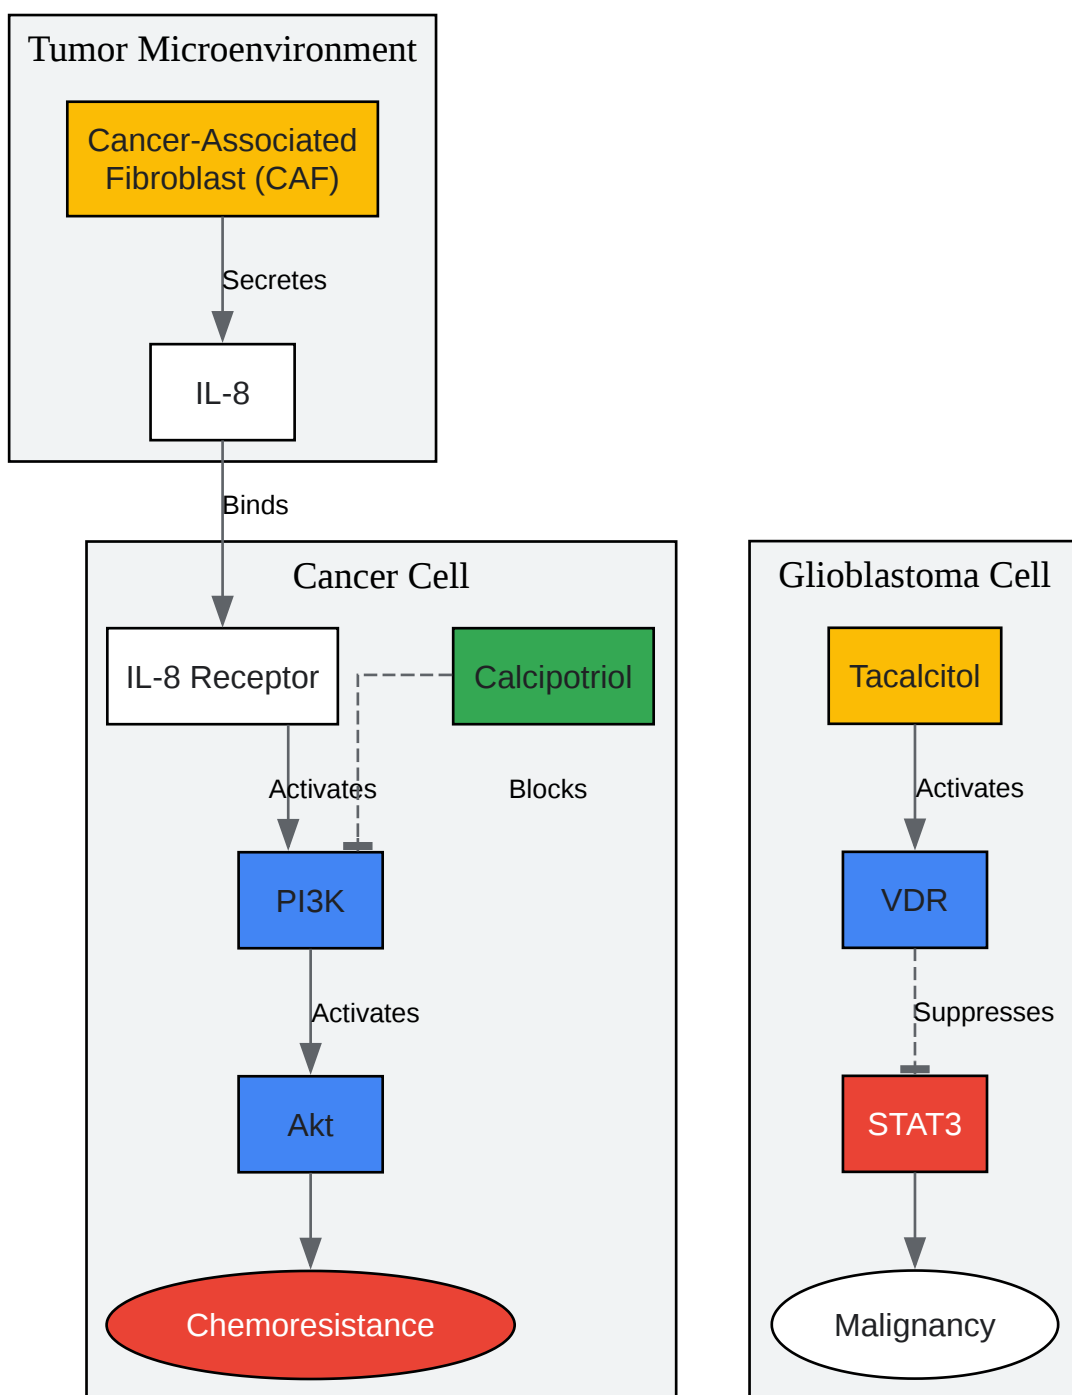 Tumor Microenvironment
Cancer-Associated
Fibroblast (CAF)
Secretes
IL-8
Binds
Cancer Cell
IL-8 Receptor
Calcipotriol
Activates
Blocks
PI3K
Activates
Akt
Chemoresistance
Glioblastoma Cell
Tacalcitol
Activates
VDR
Suppresses
STAT3
Malignancy